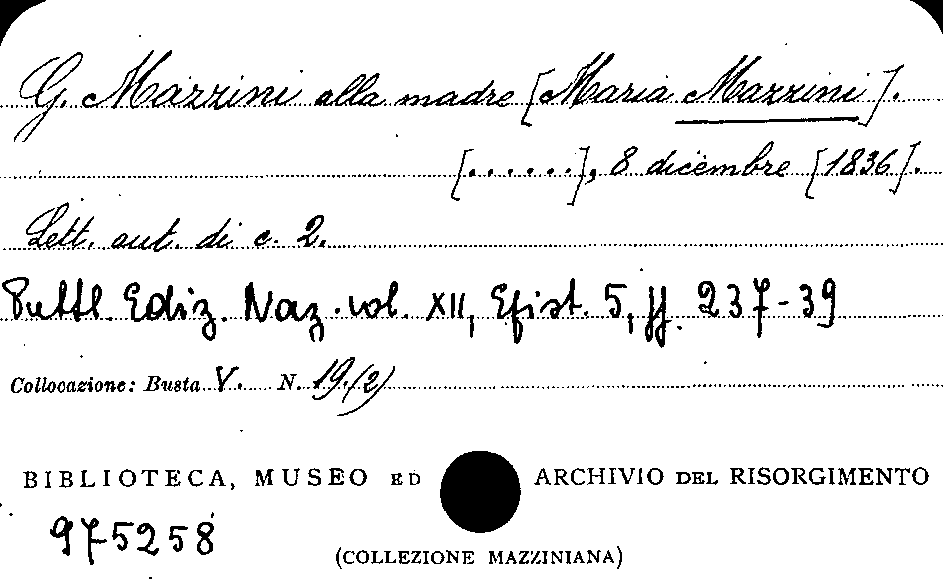 G. Mazzini alla madre [Maria Mazzini].
[......], 8 dicembre [1836].
Lett. aut. di c. 2.
Pubbl. Ediz. Naz. vol. XII, Epist. 5, pp. 237-39
Collocazione: Busta V. N. 19.(2)
BIBLIOTECA, MUSEO ED ARCHIVIO DEL RISORGIMENTO
975258
(COLLEZIONE MAZZINIANA)